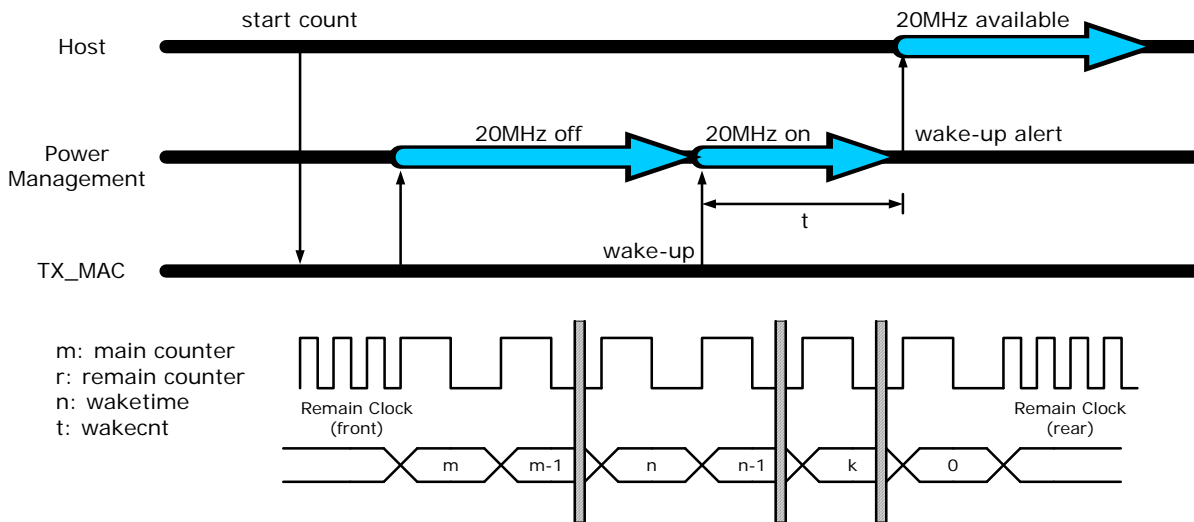 start count
20MHz available
Host
20MHz off
20MHz on
wake-up alert
Power
Management
t
wake-up
TX_MAC
m: main counter
r: remain counter
n: waketime
t: wakecnt
Remain Clock
(front)
Remain Clock
(rear)
m
m-1
n
n-1
k
0